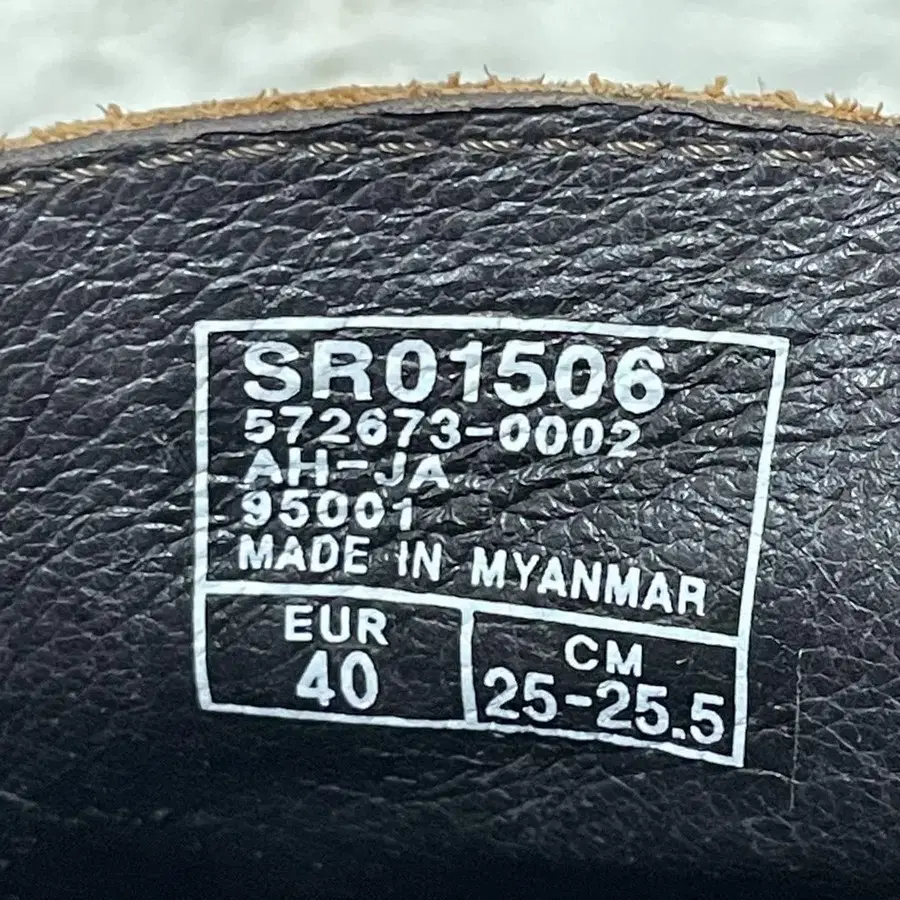 SR01506
572673-0002
AH-JA
95001
MADE IN MYANMAR
EUR
40
CM
25-25.5